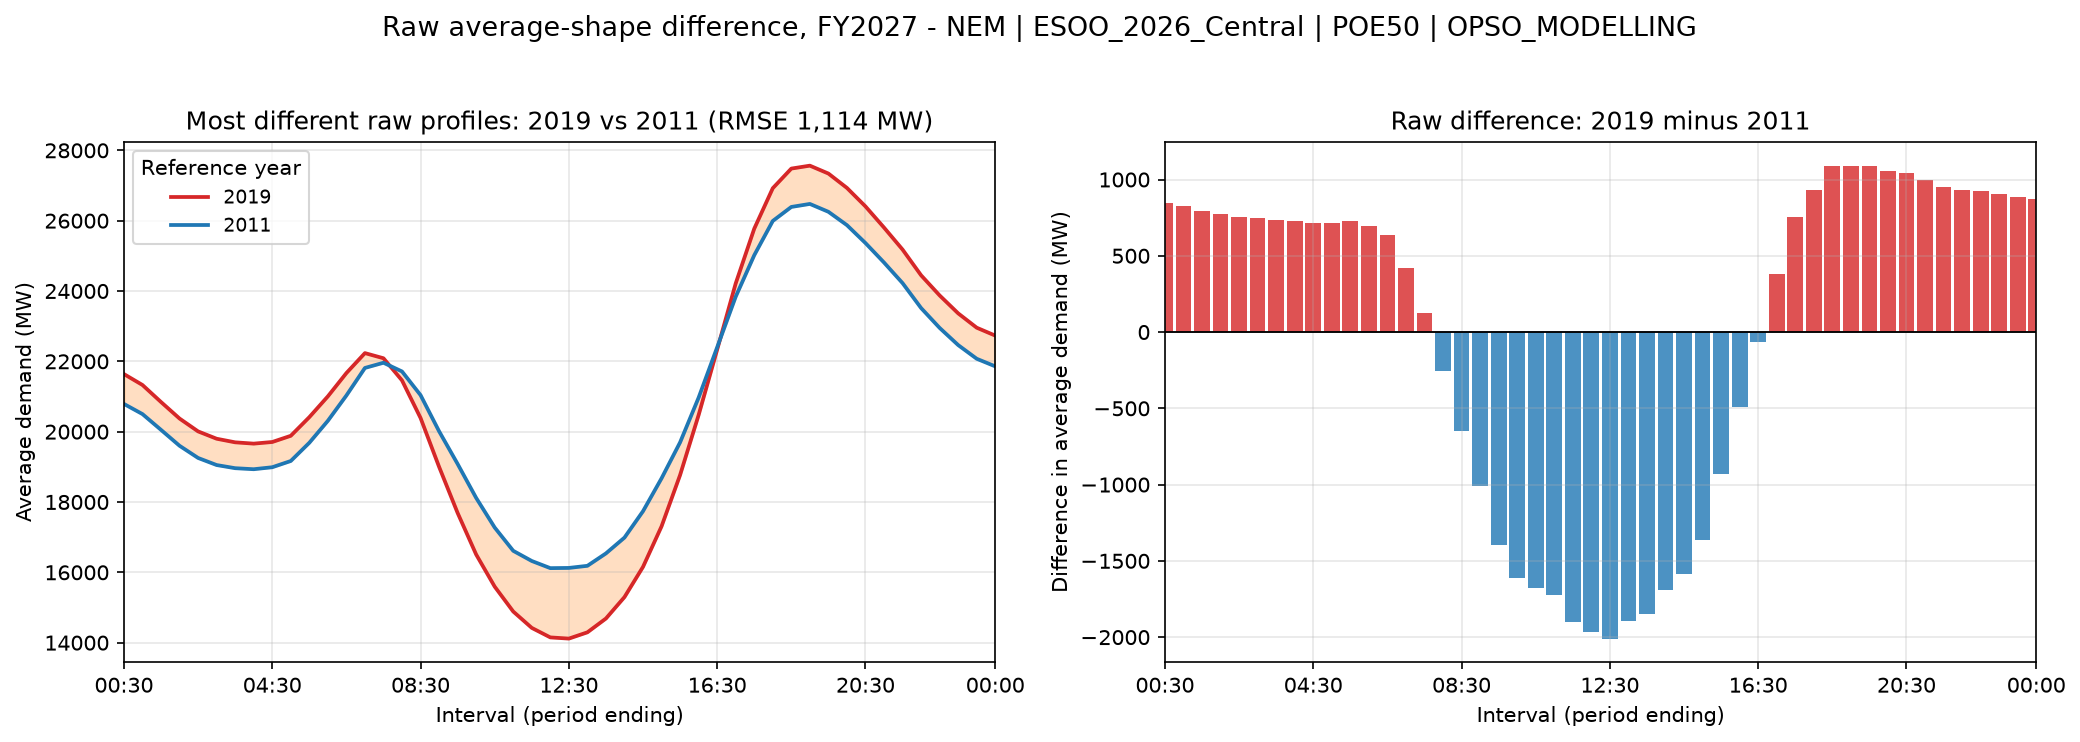 Raw average-shape difference, FY2027 - NEM | ESOO_2026_Central | POE50 | OPSO_MODELLING
Most different raw profiles: 2019 vs 2011 (RMSE 1,114 MW)
Average demand (MW)
28000
26000
24000
22000
20000
18000
16000
14000
Reference year
2019
2011
00:30 04:30 08:30 12:30 16:30 20:30 00:00
Interval (period ending)
Raw difference: 2019 minus 2011
Difference in average demand (MW)
1000
500
0
−500
−1000
−1500
−2000
00:30 04:30 08:30 12:30 16:30 20:30 00:00
Interval (period ending)